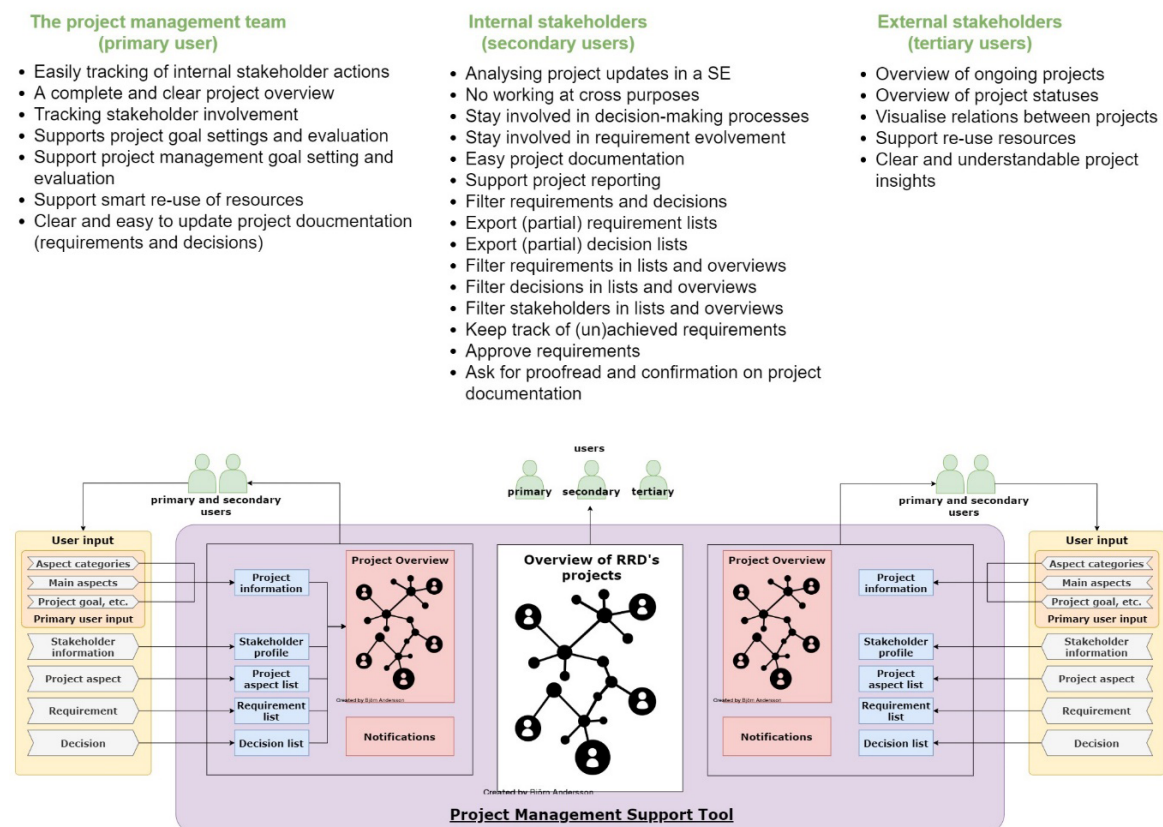 The project management team
(primary user)
• Easily tracking of internal stakeholder actions
• A complete and clear project overview
• Tracking stakeholder involvement
• Supports project goal settings and evaluation
• Support project management goal setting and
evaluation
• Support smart re-use of resources
• Clear and easy to update project doucmentation
(requirements and decisions)
Internal stakeholders
(secondary users)
• Analysing project updates in a SE
• No working at cross purposes
• Stay involved in decision-making processes
• Stay involved in requirement evolvement
• Easy project documentation
• Support project reporting
• Filter requirements and decisions
• Export (partial) requirement lists
• Export (partial) decision lists
• Filter requirements in lists and overviews
• Filter decisions in lists and overviews
• Filter stakeholders in lists and overviews
• Keep track of (un)achieved requirements
• Approve requirements
• Ask for proofread and confirmation on project
documentation
External stakeholders
(tertiary users)
• Overview of ongoing projects
• Overview of project statuses
• Visualise relations between projects
• Support re-use resources
• Clear and understandable project
insights
primary and secondary
users
users
primary
secondary
tertiary
primary and secondary
users
User input
Aspect categories
Main aspects
Project goal, etc.
Primary user input
Stakeholder
information
Project aspect
Requirement
Decision
Project
information
Stakeholder
profile
Project
aspect list
Requirement
list
Decision list
Project Overview
Created by Björn Andersson
Notifications
Overview of RRD's
projects
Created by Björn Andersson
Project Overview
Created by Björn Andersson
Notifications
Project
information
Stakeholder
profile
Project
aspect list
Requirement
list
Decision list
User input
Aspect categories
Main aspects
Project goal, etc.
Primary user input
Stakeholder
information
Project aspect
Requirement
Decision
Project Management Support Tool